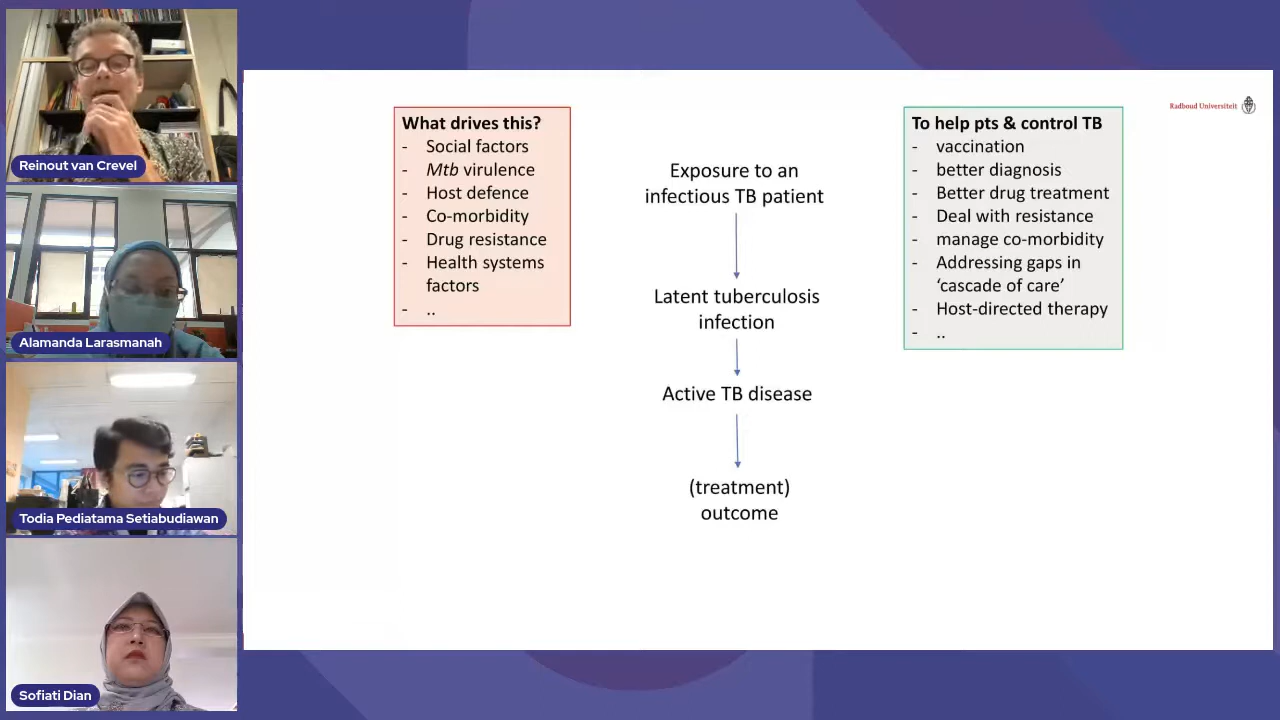 Reinout van Crevel
Alamanda Larasmanah
Todia Pediatama Setiabudiawan
Sofiati Dian
Radboud Universiteit
What drives this?
- Social factors
- Mtb virulence
- Host defence
- Co-morbidity
- Drug resistance
- Health systems
factors
- ..
Exposure to an
infectious TB patient
Latent tuberculosis
infection
Active TB disease
(treatment)
outcome
To help pts & control TB
- vaccination
- better diagnosis
- Better drug treatment
- Deal with resistance
- manage co-morbidity
- Addressing gaps in
‘cascade of care’
- Host-directed therapy
- ..